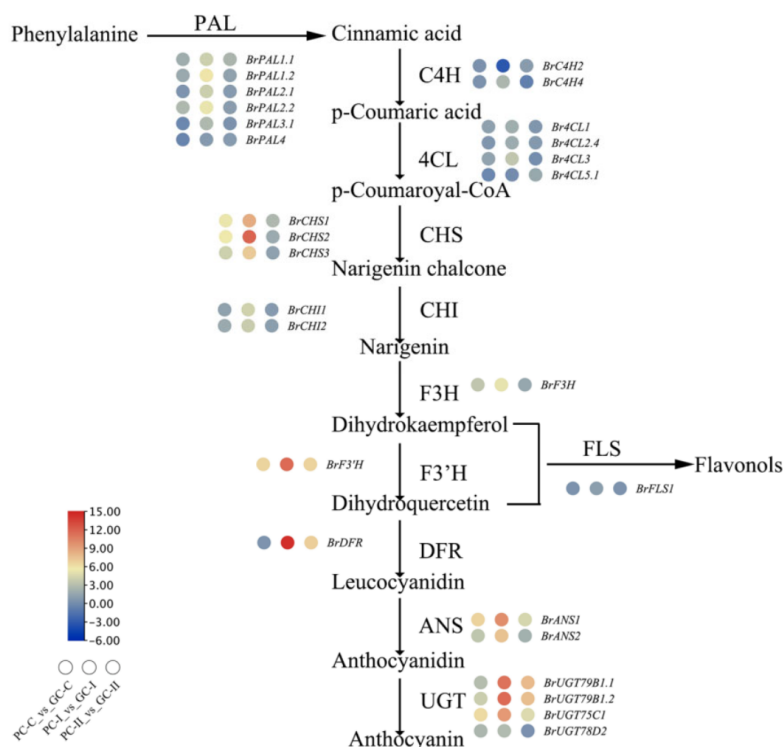 Phenylalanine
PAL
Cinnamic acid
BrPAL1.1
BrPAL1.2
BrPAL2.1
BrPAL2.2
BrPAL3.1
BrPAL4
C4H
BrC4H2
BrC4H4
p-Coumaric acid
4CL
Br4CL1
Br4CL2.4
Br4CL3
Br4CL5.1
p-Coumaroyal-CoA
BrCHS1
BrCHS2
BrCHS3
CHS
Narigenin chalcone
BrCHI1
BrCHI2
CHI
Narigenin
F3H
BrF3H
Dihydrokaempferol
FLS
Flavonols
BrFLS1
BrF3'H
F3’H
Dihydroquercetin
BrDFR
DFR
Leucocyanidin
ANS
BrANS1
BrANS2
Anthocyanidin
UGT
BrUGT79B1.1
BrUGT79B1.2
BrUGT75C1
BrUGT78D2
Anthocyanin
15.00
12.00
9.00
6.00
3.00
0.00
-3.00
-6.00
PC-C_vs_GC-C
PC-I_vs_GC-I
PC-II_vs_GC-II